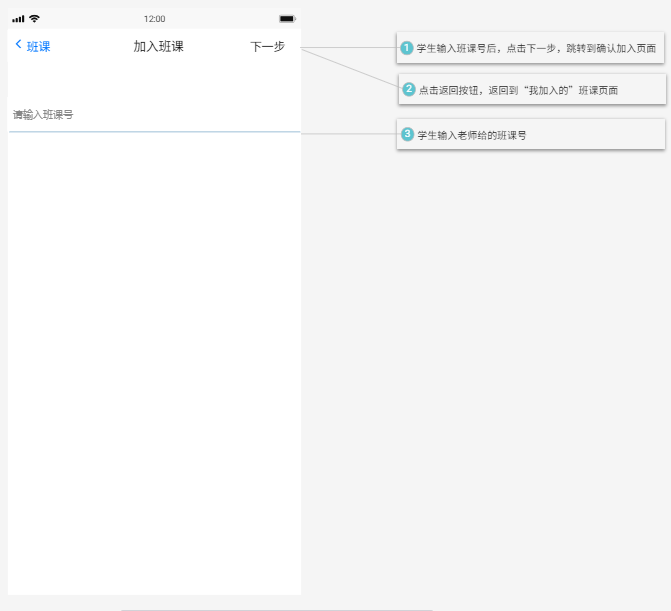 12:00
班课
加入班课
下一步
请输入班课号
1 学生输入班课号后，点击下一步，跳转到确认加入页面
2 点击返回按钮，返回到“我加入的”班课页面
3 学生输入老师给的班课号